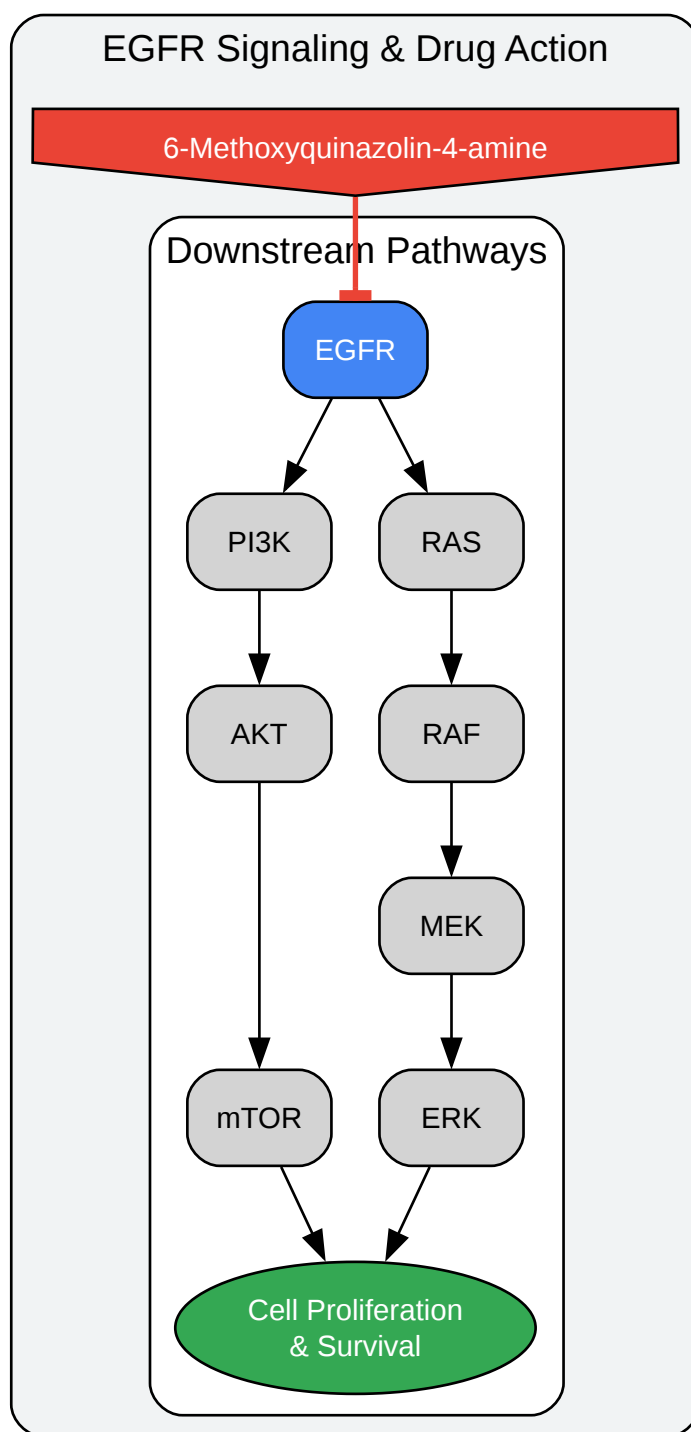 EGFR Signaling & Drug Action
6-Methoxyquinazolin-4-amine
Downstream Pathways
EGFR
PI3K
RAS
AKT
RAF
MEK
mTOR
ERK
Cell Proliferation
& Survival